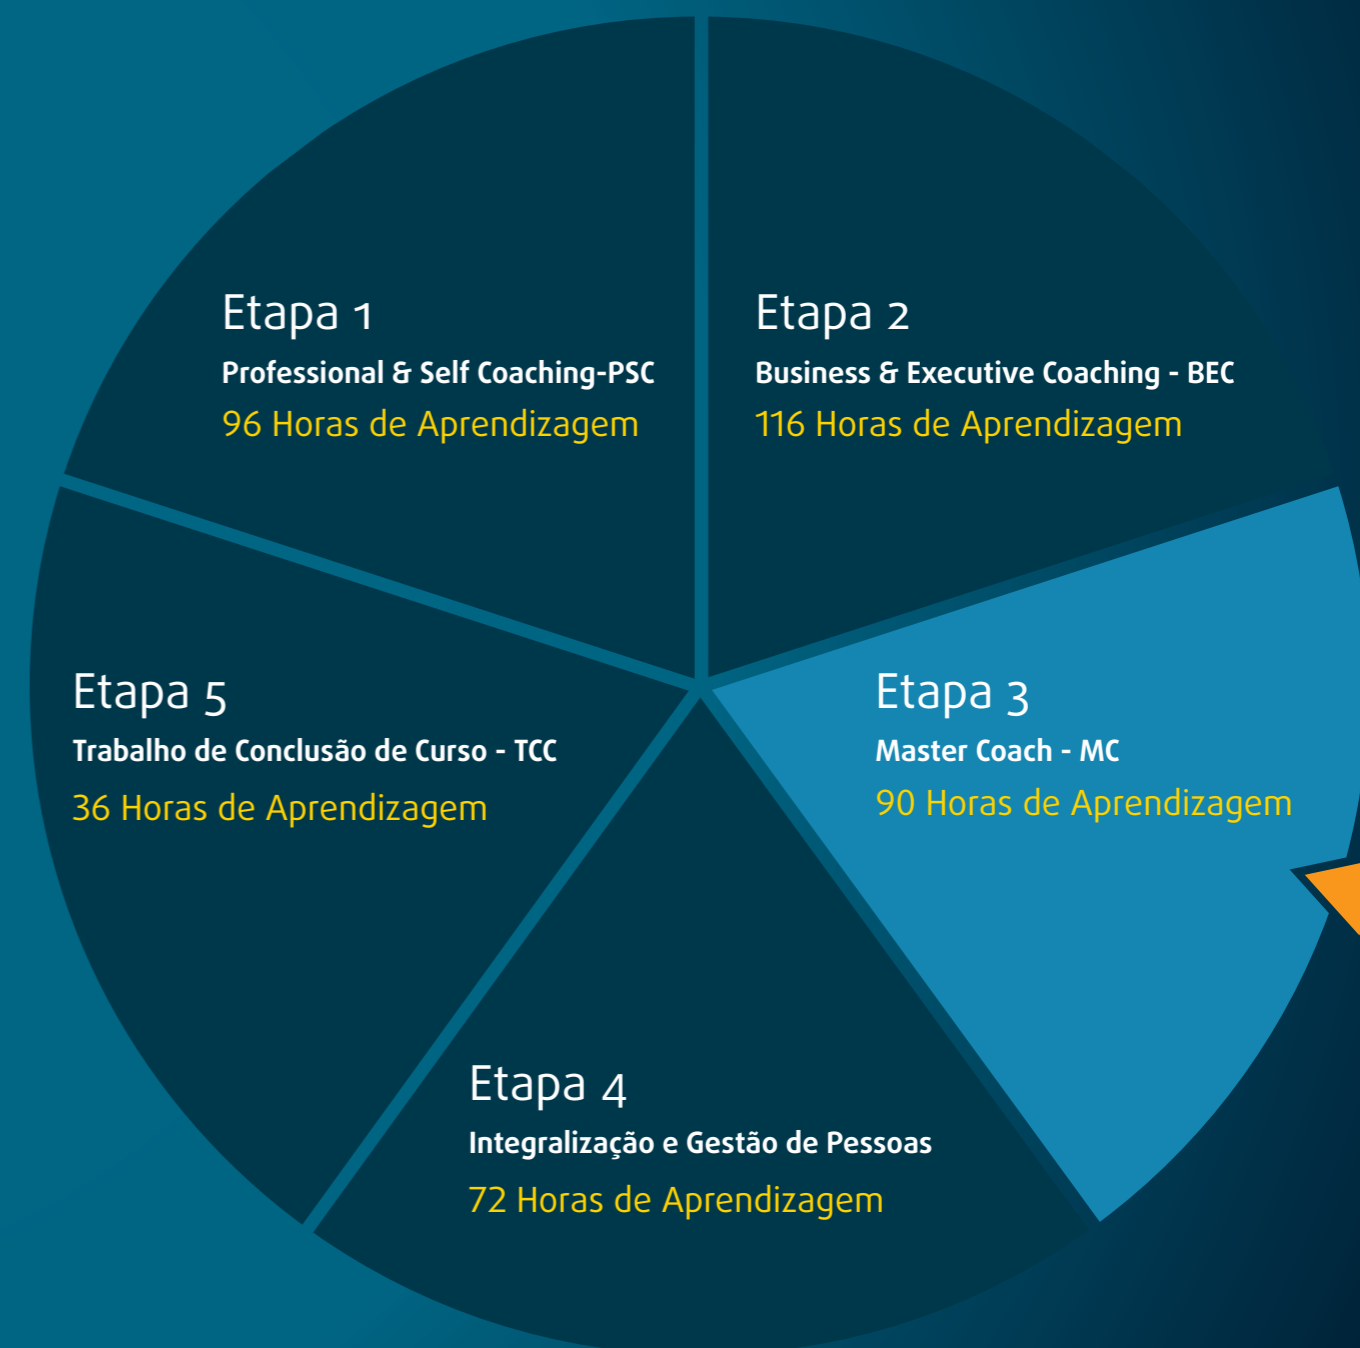 Etapa 1
Professional & Self Coaching-PSC
96 Horas de Aprendizagem
Etapa 2
Business & Executive Coaching - BEC
116 Horas de Aprendizagem
Etapa 3
Master Coach - MC
90 Horas de Aprendizagem
Etapa 4
Integralização e Gestão de Pessoas
72 Horas de Aprendizagem
Etapa 5
Trabalho de Conclusão de Curso - TCC
36 Horas de Aprendizagem